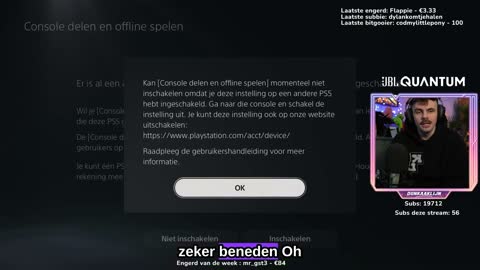 Console delen en offline spelen
Laatste engerd: Flappie - €3.33
Laatste subbie: dylankomtjehalen
Laatste bitgooier: codmylittlepony - 100
Er is al een a
Wil je [Conso
die deze PS5 g
De [Console d
gebruikers op
Je kunt een PS
rekening mee
Kan [Console delen en offline spelen] momenteel niet
inschakelen omdat je deze instelling op een andere PS5
hebt ingeschakeld. Ga naar die console en schakel de
instelling uit. Je kunt deze instelling ook op onze website
uitschakelen:
https://www.playstation.com/acct/device/
Raadpleeg de gebruikershandleiding voor meer
informatie.
OK
Niet inschakelen
Inschakelen
JBL QUANTUM
DONKAAKLIJM
Subs: 19712
Subs deze stream: 56
zeker beneden Oh
Engerd van de week : mr_gst3 - €84